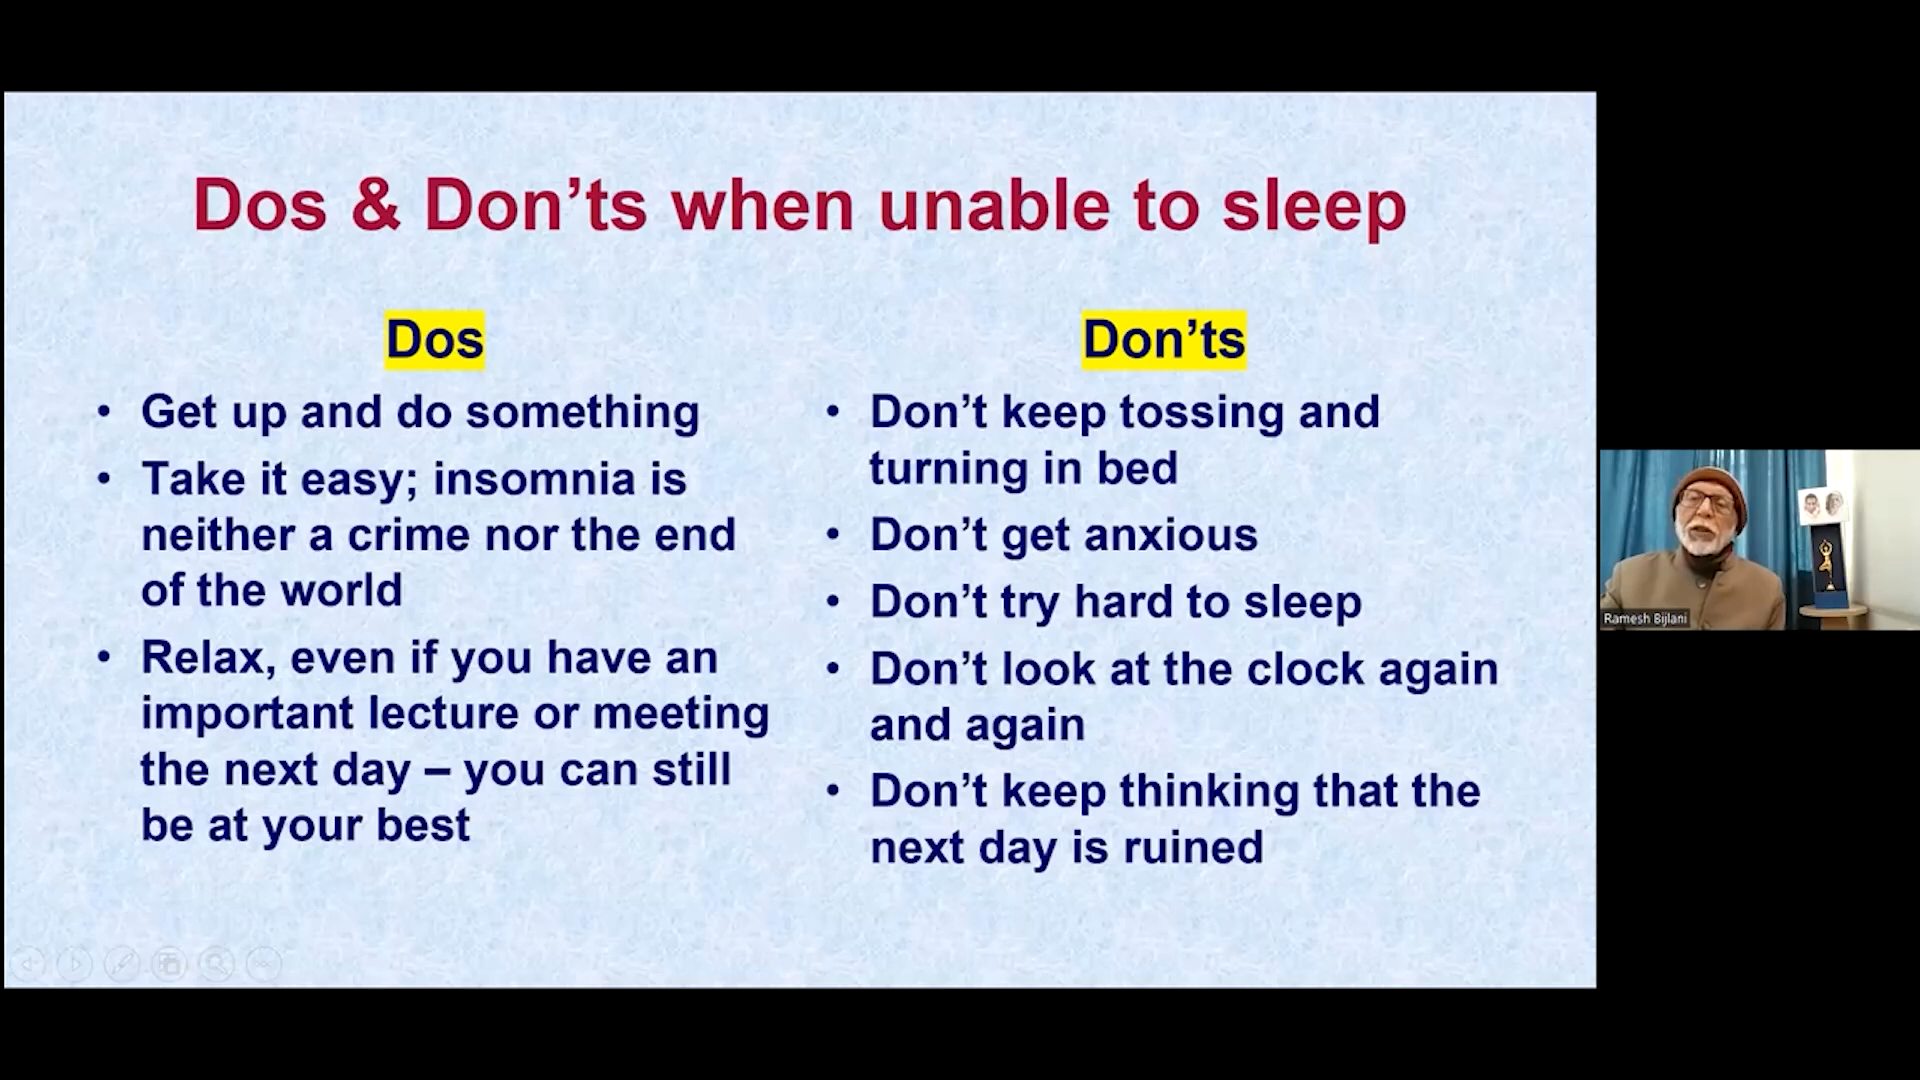 Dos & Don’ts when unable to sleep
Dos
• Get up and do something
• Take it easy; insomnia is
neither a crime nor the end
of the world
• Relax, even if you have an
important lecture or meeting
the next day – you can still
be at your best
Don’ts
• Don’t keep tossing and
turning in bed
• Don’t get anxious
• Don’t try hard to sleep
• Don’t look at the clock again
and again
• Don’t keep thinking that the
next day is ruined
Ramesh Bijlani